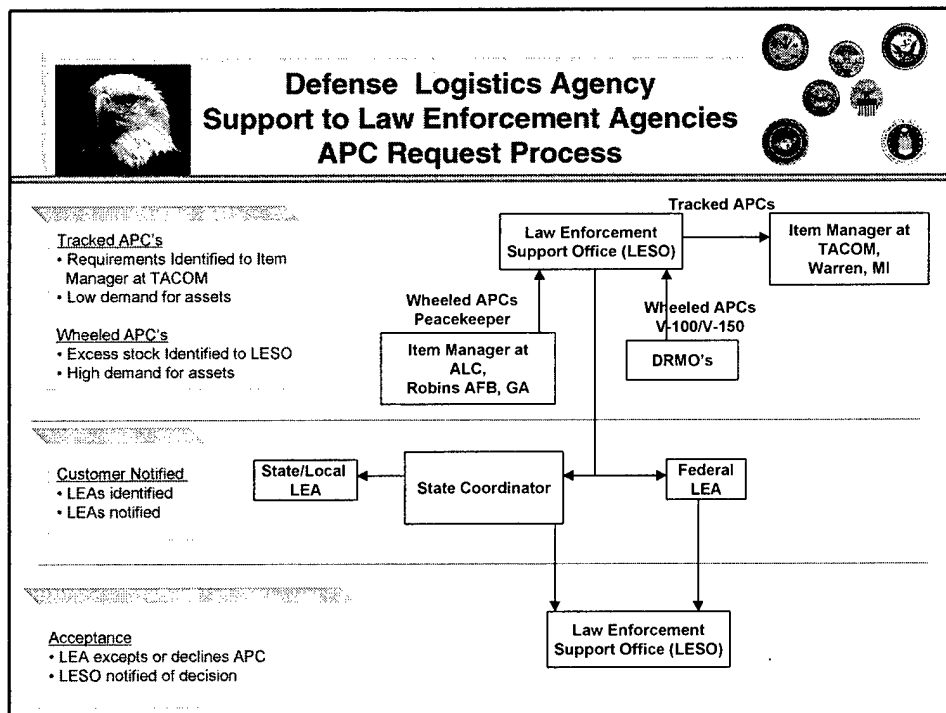 Defense Logistics Agency
Support to Law Enforcement Agencies
APC Request Process
Tracked APC's
• Requirements Identified to Item
Manager at TACOM
• Low demand for assets
Wheeled APC's
• Excess stock Identified to LESO
• High demand for assets
Law Enforcement
Support Office (LESO)
Tracked APCs
Item Manager at
TACOM,
Warren, MI
Wheeled APCs
Peacekeeper
Item Manager at
ALC,
Robins AFB, GA
Wheeled APCs
V-100/V-150
DRMO's
Customer Notified
• LEAs identified
• LEAs notified
State/Local
LEA
State Coordinator
Federal
LEA
Acceptance
• LEA excepts or declines APC
• LESO notified of decision
Law Enforcement
Support Office (LESO)